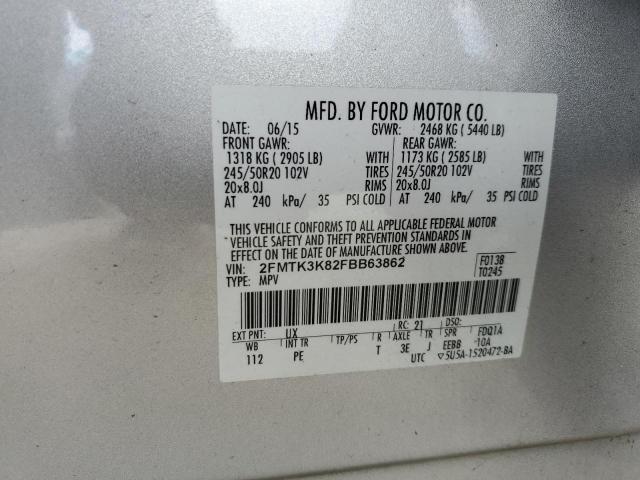 MFD. BY FORD MOTOR CO.
DATE: 06/15 GVWR: 2468 KG ( 5440 LB)
FRONT GAWR: REAR GAWR:
1318 KG ( 2905 LB) WITH 1173 KG ( 2585 LB) WITH
245/50R20 102V TIRES 245/50R20 102V TIRES
20x8.0J RIMS 20x8.0J RIMS
AT 240 kPa/ 35 PSI COLD AT 240 kPa/ 35 PSI COLD
THIS VEHICLE CONFORMS TO ALL APPLICABLE FEDERAL MOTOR
VEHICLE SAFETY AND THEFT PREVENTION STANDARDS IN
EFFECT ON THE DATE OF MANUFACTURE SHOWN ABOVE.
VIN: 2FMTK3K82FBB63862 F0138
TYPE: MPV T0245
EXT PNT: UX RC: 21 DSO: FDQ1A
WB INT TR TP/PS R AXLE TR SPR
112 PE T 3E J EEBB -10A
UTC ▽5U5A-1520472-BA